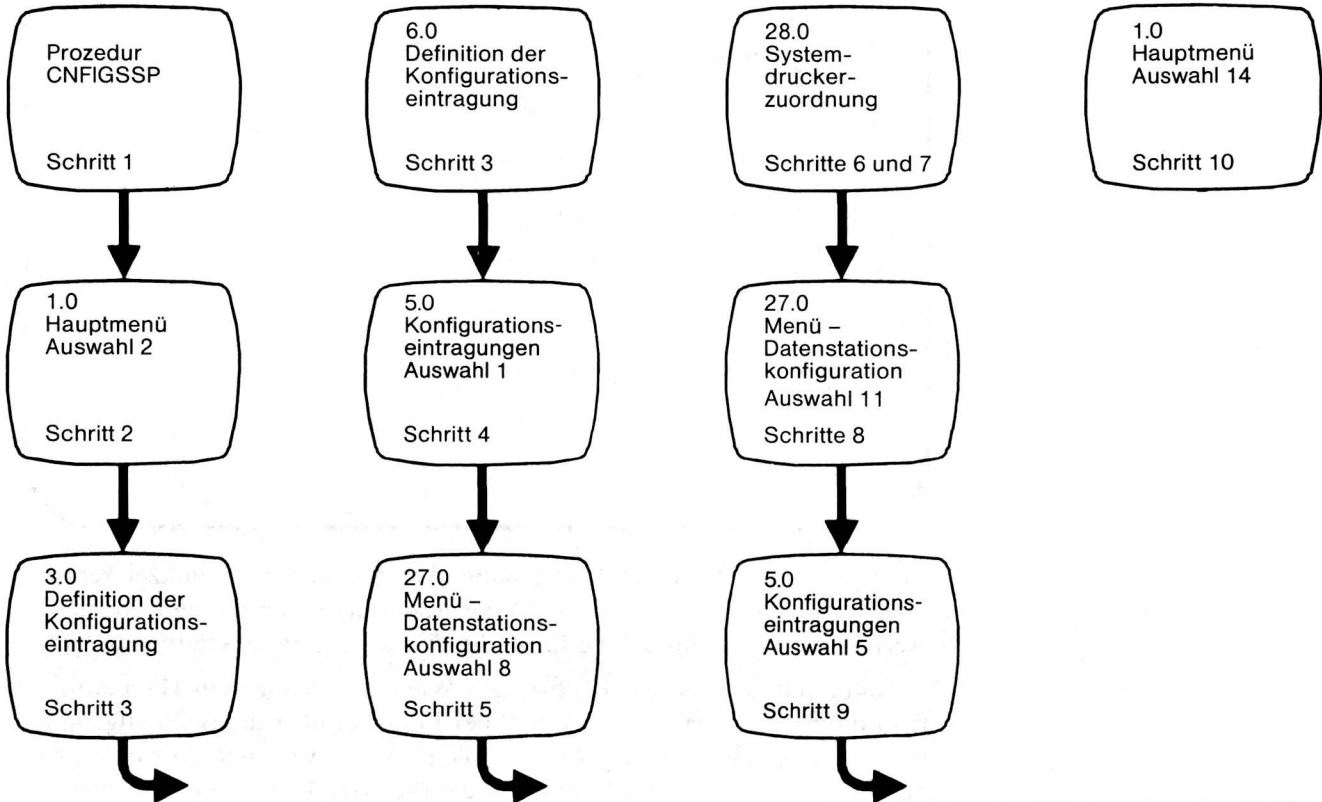 Prozedur
CNFIGSSP
Schritt 1
1.0
Hauptmenü
Auswahl 2
Schritt 2
3.0
Definition der
Konfigurations-
eintragung
Schritt 3
6.0
Definition der
Konfigurations-
eintragung
Schritt 3
5.0
Konfigurations-
eintragungen
Auswahl 1
Schritt 4
27.0
Menü –
Datenstations-
konfiguration
Auswahl 8
Schritt 5
28.0
System-
drucker-
zuordnung
Schritte 6 und 7
27.0
Menü –
Datenstations-
konfiguration
Auswahl 11
Schritte 8
5.0
Konfigurations-
eintragungen
Auswahl 5
Schritt 9
1.0
Hauptmenü
Auswahl 14
Schritt 10